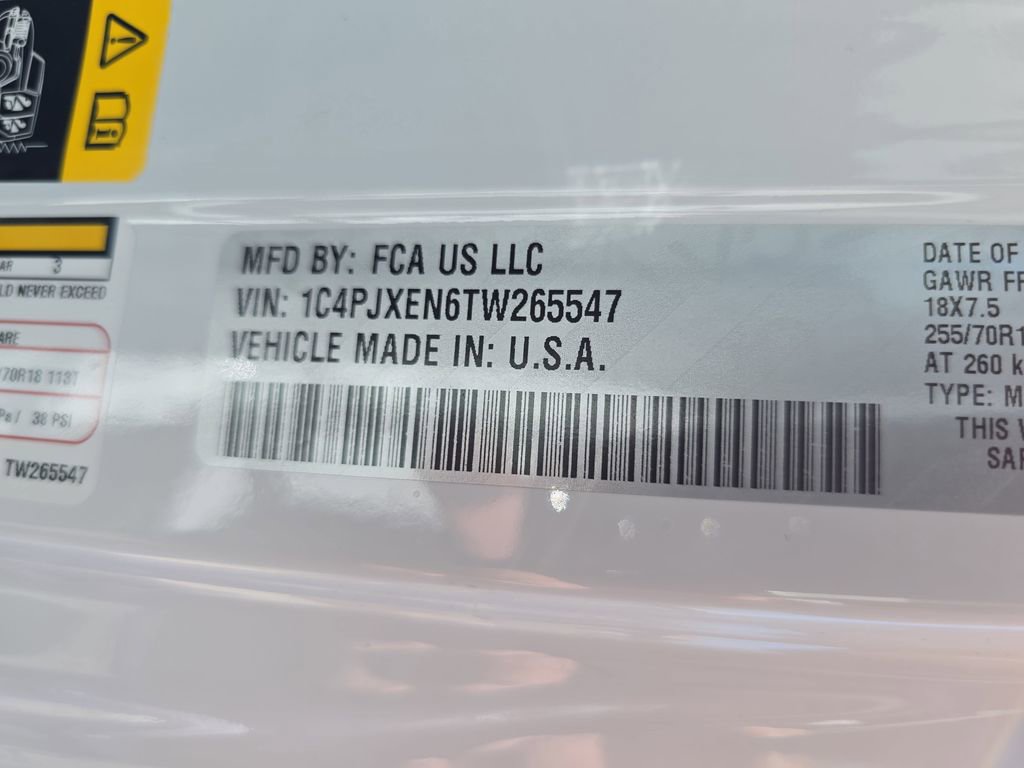 AR 3
LD NEVER EXCEED
ARE
/70R18 113T
Pa / 38 PSI
TW265547
MFD BY: FCA US LLC
VIN: 1C4PJXEN6TW265547
VEHICLE MADE IN: U.S.A.
DATE OF
GAWR FR
18X7.5
255/70R1
AT 260 k
TYPE: M
THIS V
SAF